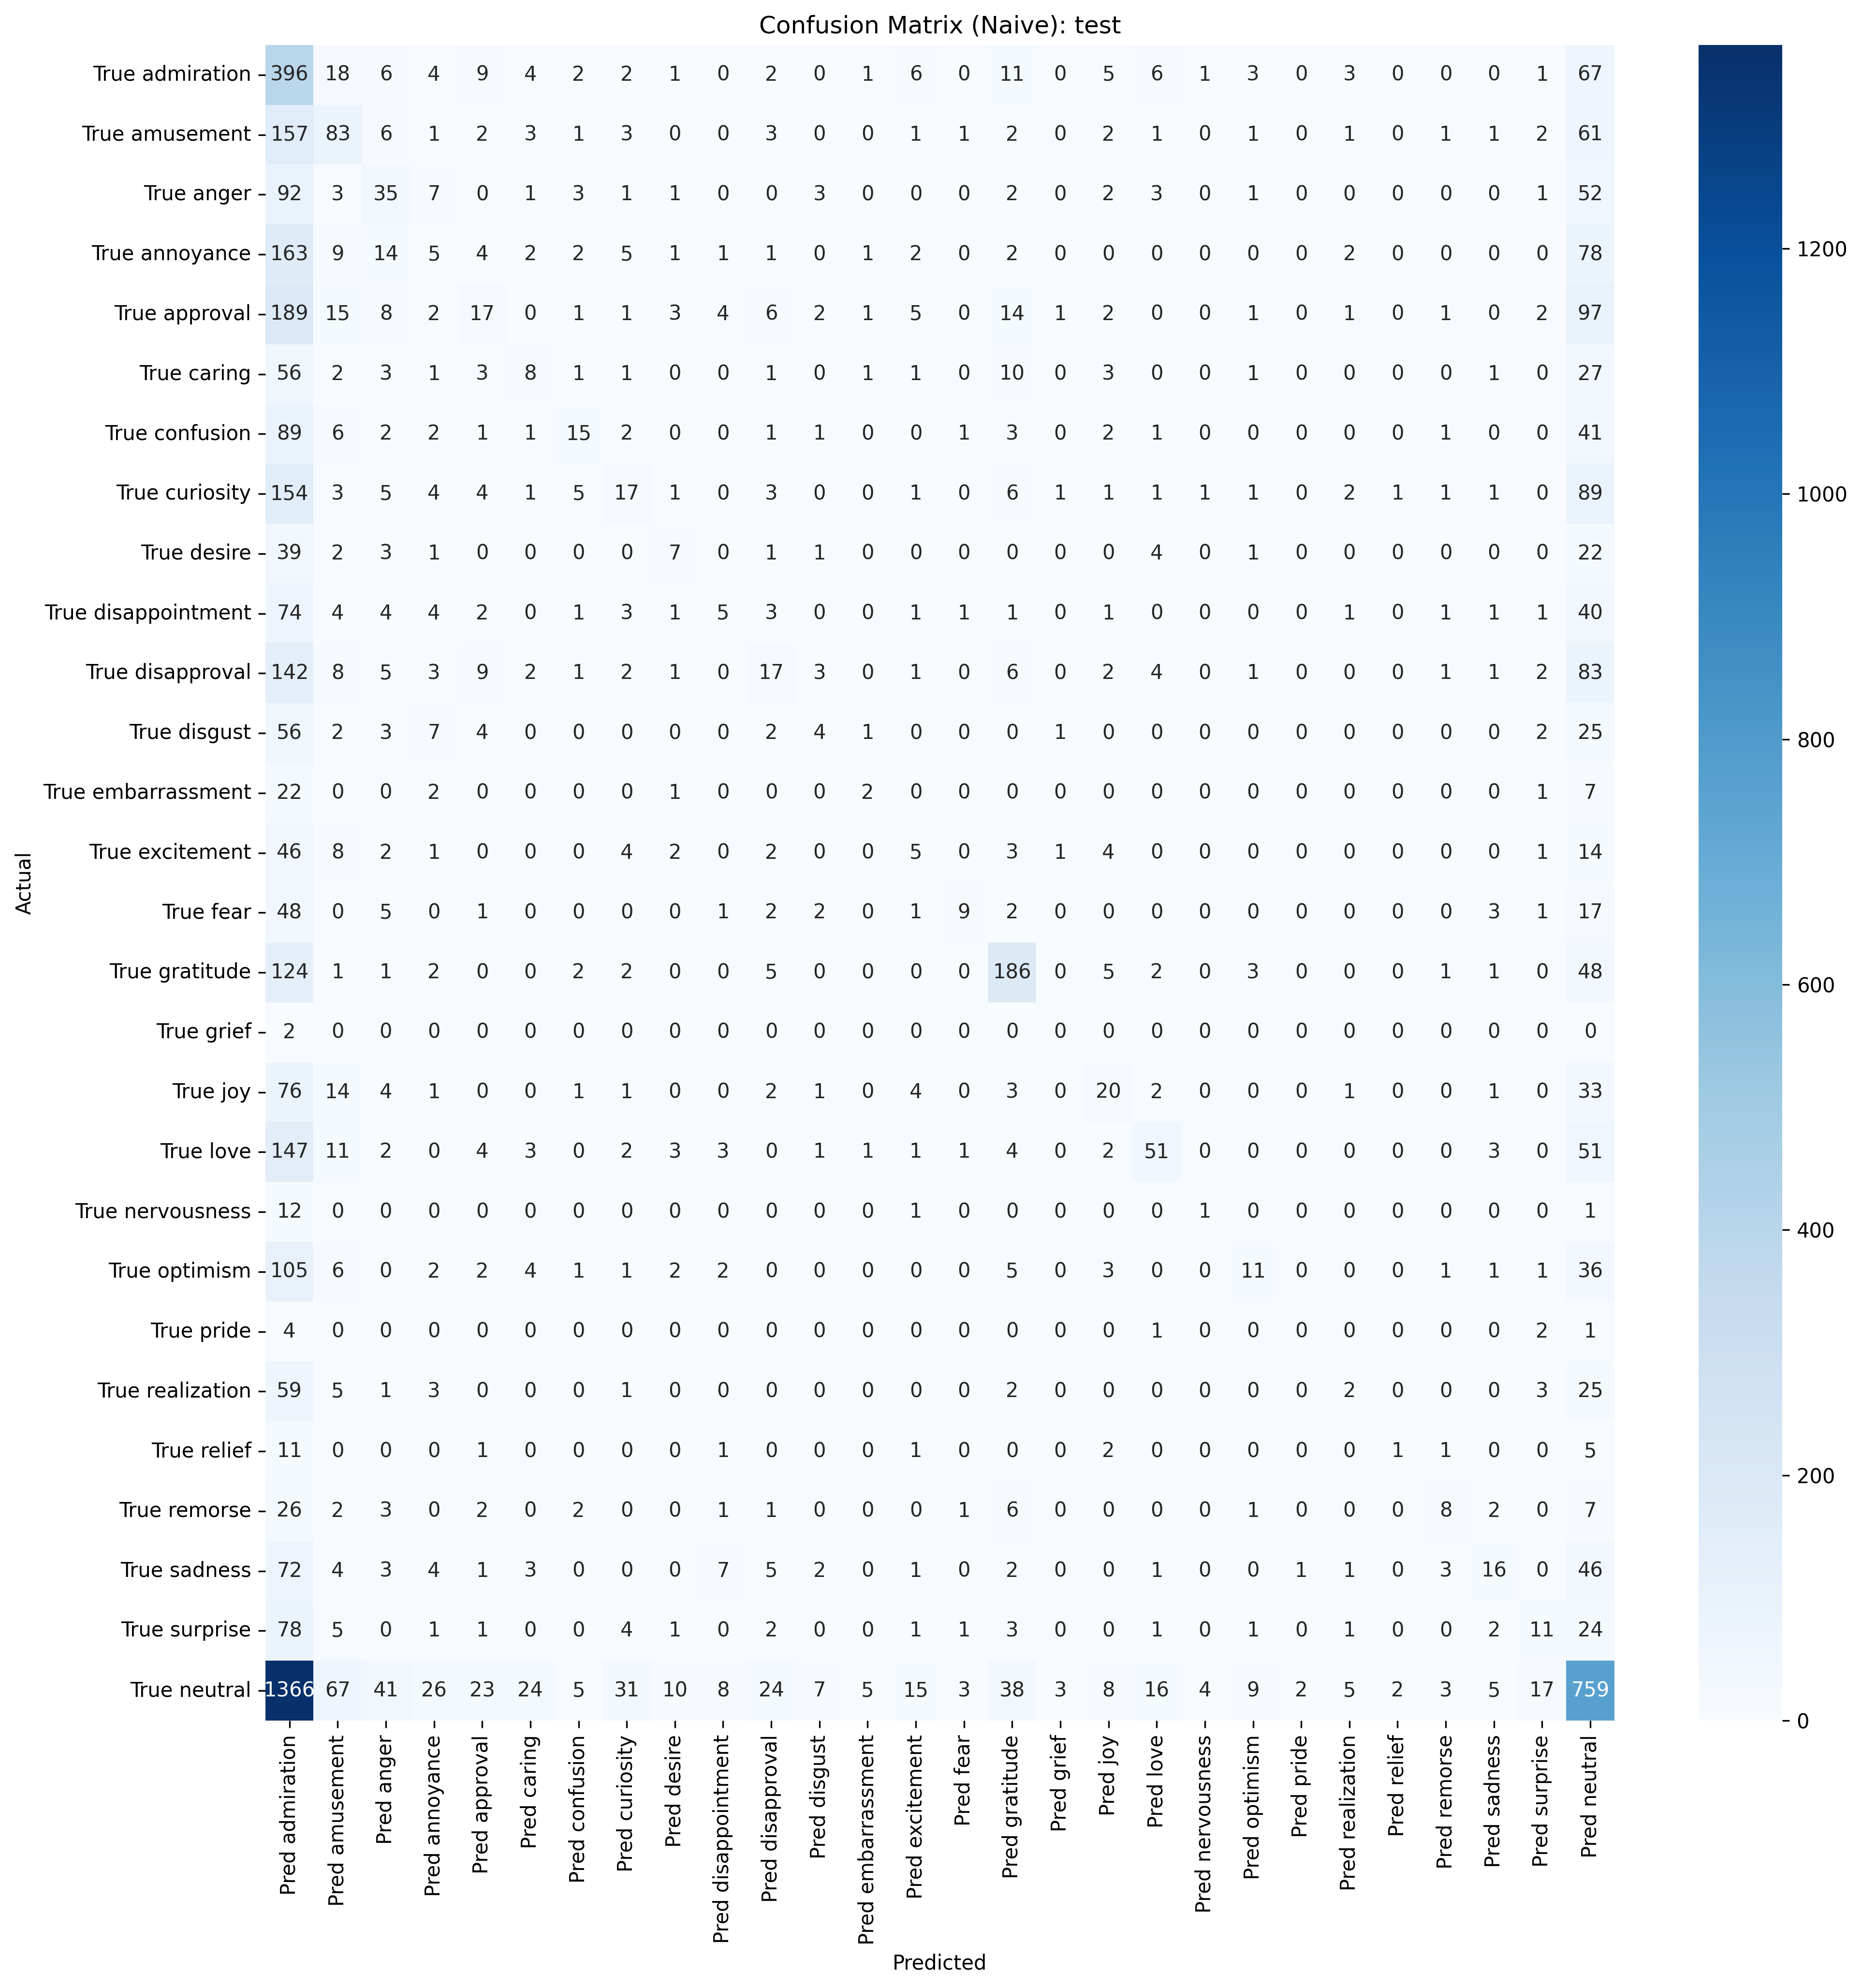 Confusion Matrix (Naive): test
True admiration 396 18 6 4 9 4 2 2 1 0 2 0 1 6 0 11 0 5 6 1 3 0 3 0 0 0 1 67
True amusement 157 83 6 1 2 3 1 3 0 0 3 0 0 1 1 2 0 2 1 0 1 0 1 0 1 1 2 61
True anger 92 3 35 7 0 1 3 1 1 0 0 3 0 0 0 2 0 2 3 0 1 0 0 0 0 0 1 52
True annoyance 163 9 14 5 4 2 2 5 1 1 1 0 1 2 0 2 0 0 0 0 0 0 2 0 0 0 0 78
True approval 189 15 8 2 17 0 1 1 3 4 6 2 1 5 0 14 1 2 0 0 1 0 1 0 1 0 2 97
True caring 56 2 3 1 3 8 1 1 0 0 1 0 1 1 0 10 0 3 0 0 1 0 0 0 0 1 0 27
True confusion 89 6 2 2 1 1 15 2 0 0 1 1 0 0 1 3 0 2 1 0 0 0 0 0 1 0 0 41
True curiosity 154 3 5 4 4 1 5 17 1 0 3 0 0 1 0 6 1 1 1 1 1 0 2 1 1 1 0 89
True desire 39 2 3 1 0 0 0 0 7 0 1 1 0 0 0 0 0 0 4 0 1 0 0 0 0 0 0 22
True disappointment 74 4 4 4 2 0 1 3 1 5 3 0 0 1 1 1 0 1 0 0 0 0 1 0 1 1 1 40
True disapproval 142 8 5 3 9 2 1 2 1 0 17 3 0 1 0 6 0 2 4 0 1 0 0 0 1 1 2 83
True disgust 56 2 3 7 4 0 0 0 0 0 2 4 1 0 0 0 1 0 0 0 0 0 0 0 0 0 2 25
True embarrassment 22 0 0 2 0 0 0 0 1 0 0 0 2 0 0 0 0 0 0 0 0 0 0 0 0 0 1 7
True excitement 46 8 2 1 0 0 0 4 2 0 2 0 0 5 0 3 1 4 0 0 0 0 0 0 0 0 1 14
True fear 48 0 5 0 1 0 0 0 0 1 2 2 0 1 9 2 0 0 0 0 0 0 0 0 0 3 1 17
True gratitude 124 1 1 2 0 0 2 2 0 0 5 0 0 0 0 186 0 5 2 0 3 0 0 0 1 1 0 48
True grief 2 0 0 0 0 0 0 0 0 0 0 0 0 0 0 0 0 0 0 0 0 0 0 0 0 0 0 0
True joy 76 14 4 1 0 0 1 1 0 0 2 1 0 4 0 3 0 20 2 0 0 0 1 0 0 1 0 33
True love 147 11 2 0 4 3 0 2 3 3 0 1 1 1 1 4 0 2 51 0 0 0 0 0 0 3 0 51
True nervousness 12 0 0 0 0 0 0 0 0 0 0 0 0 1 0 0 0 0 0 1 0 0 0 0 0 0 0 1
True optimism 105 6 0 2 2 4 1 1 2 2 0 0 0 0 0 5 0 3 0 0 11 0 0 0 1 1 1 36
True pride 4 0 0 0 0 0 0 0 0 0 0 0 0 0 0 0 0 0 1 0 0 0 0 0 0 0 2 1
True realization 59 5 1 3 0 0 0 1 0 0 0 0 0 0 0 2 0 0 0 0 0 0 2 0 0 0 3 25
True relief 11 0 0 0 1 0 0 0 0 1 0 0 0 1 0 0 0 2 0 0 0 0 0 1 1 0 0 5
True remorse 26 2 3 0 2 0 2 0 0 1 1 0 0 0 1 6 0 0 0 0 1 0 0 0 8 2 0 7
True sadness 72 4 3 4 1 3 0 0 0 7 5 2 0 1 0 2 0 0 1 0 0 1 1 0 3 16 0 46
True surprise 78 5 0 1 1 0 0 4 1 0 2 0 0 1 1 3 0 0 1 0 1 0 1 0 0 2 11 24
True neutral 1366 67 41 26 23 24 5 31 10 8 24 7 5 15 3 38 3 8 16 4 9 2 5 2 3 5 17 759
Actual
Pred admiration
Pred amusement
Pred anger
Pred annoyance
Pred approval
Pred caring
Pred confusion
Pred curiosity
Pred desire
Pred disappointment
Pred disapproval
Pred disgust
Pred embarrassment
Pred excitement
Pred fear
Pred gratitude
Pred grief
Pred joy
Pred love
Pred nervousness
Pred optimism
Pred pride
Pred realization
Pred relief
Pred remorse
Pred sadness
Pred surprise
Pred neutral
Predicted
1200
1000
800
600
400
200
0